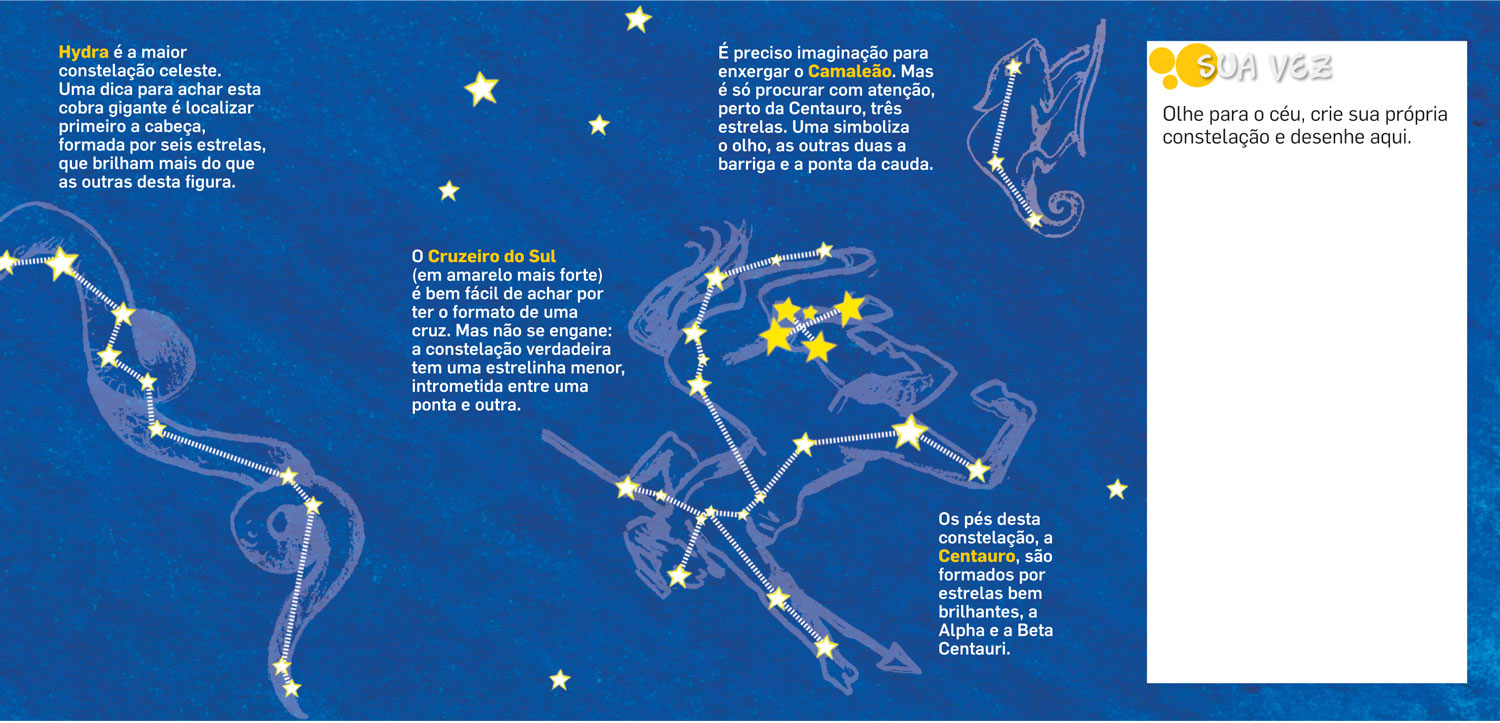 Hydra é a maior
constelação celeste.
Uma dica para achar esta
cobra gigante é localizar
primeiro a cabeça,
formada por seis estrelas,
que brilham mais do que
as outras desta figura.
O Cruzeiro do Sul
(em amarelo mais forte)
é bem fácil de achar por
ter o formato de uma
cruz. Mas não se engane:
a constelação verdadeira
tem uma estrelinha menor,
intrometida entre uma
ponta e outra.
É preciso imaginação para
enxergar o Camaleão. Mas
é só procurar com atenção,
perto da Centauro, três
estrelas. Uma simboliza
o olho, as outras duas a
barriga e a ponta da cauda.
Os pés desta
constelação, a
Centauro, são
formados por
estrelas bem
brilhantes, a
Alpha e a Beta
Centauri.
SUA VEZ
Olhe para o céu, crie sua própria
constelação e desenhe aqui.